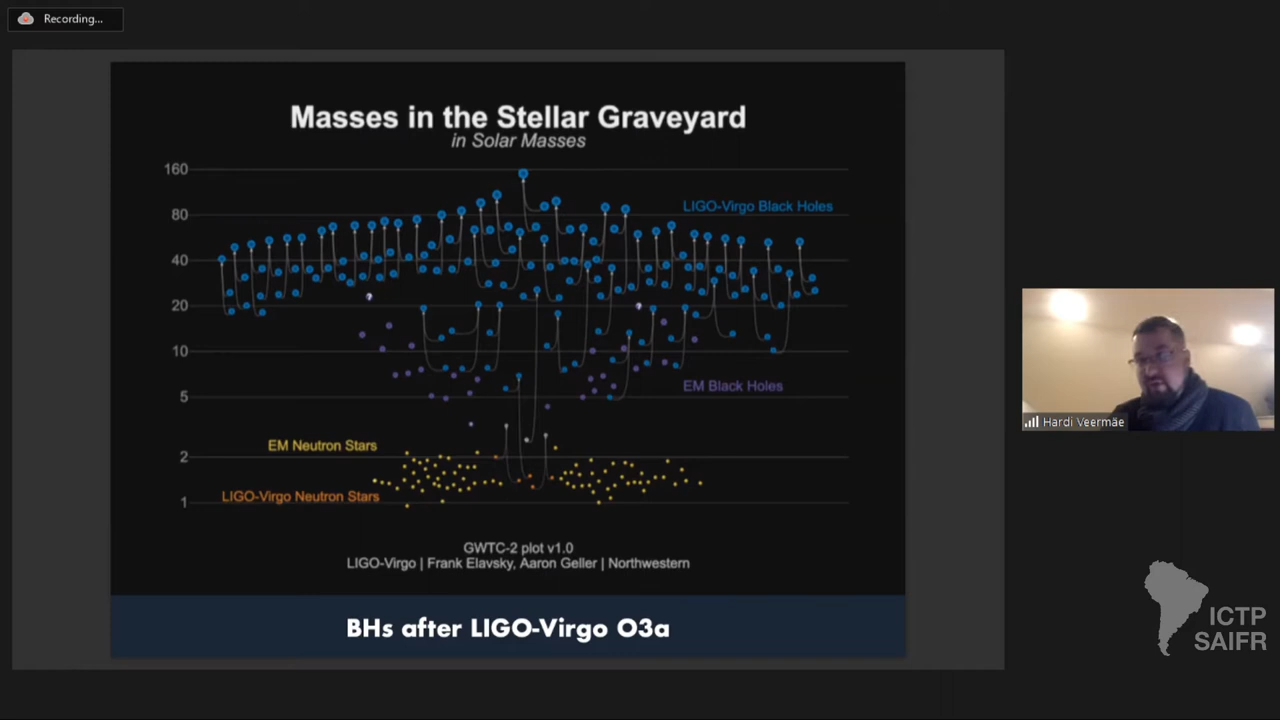 Recording...
Masses in the Stellar Graveyard
in Solar Masses
160
80
40
20
10
5
2
1
LIGO-Virgo Black Holes
EM Black Holes
EM Neutron Stars
LIGO-Virgo Neutron Stars
GWTC-2 plot v1.0
LIGO-Virgo | Frank Elavsky, Aaron Geller | Northwestern
BHs after LIGO-Virgo O3a
Hardi Veermäe
ICTP
SAIFR